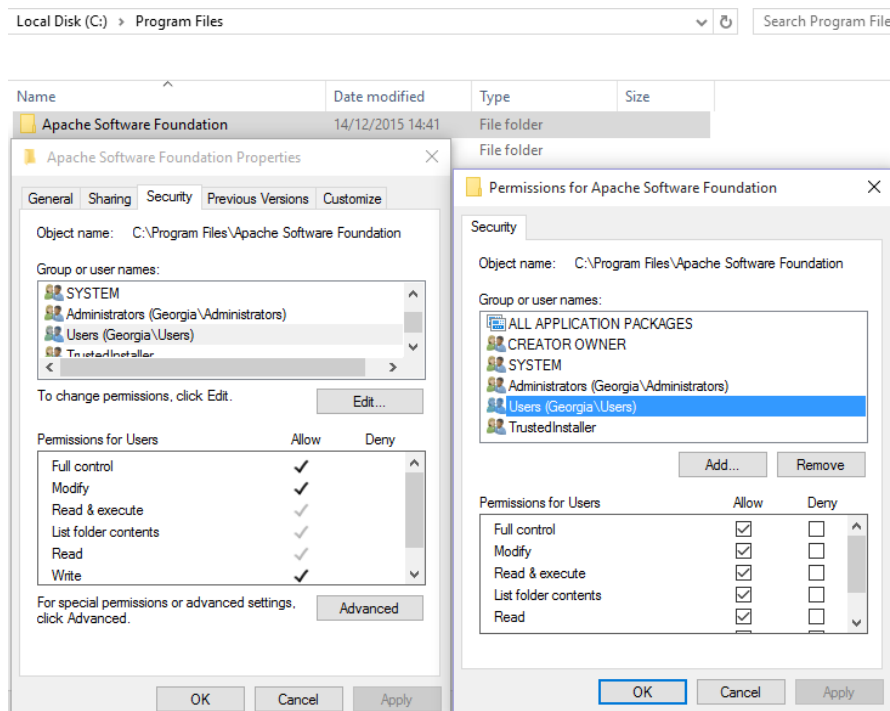 Local Disk (C:) > Program Files
Search Program File
Name Date modified Type Size
Apache Software Foundation 14/12/2015 14:41 File folder
File folder
Apache Software Foundation Properties
General Sharing Security Previous Versions Customize
Object name: C:\Program Files\Apache Software Foundation
Group or user names:
SYSTEM
Administrators (Georgia\Administrators)
Users (Georgia\Users)
TrustedInstaller
To change permissions, click Edit.
Edit...
Permissions for Users Allow Deny
Full control
Modify
Read & execute
List folder contents
Read
Write
For special permissions or advanced settings,
click Advanced.
Advanced
OK Cancel Apply
Permissions for Apache Software Foundation
Security
Object name: C:\Program Files\Apache Software Foundation
Group or user names:
ALL APPLICATION PACKAGES
CREATOR OWNER
SYSTEM
Administrators (Georgia\Administrators)
Users (Georgia\Users)
TrustedInstaller
Add... Remove
Permissions for Users Allow Deny
Full control
Modify
Read & execute
List folder contents
Read
OK Cancel Apply